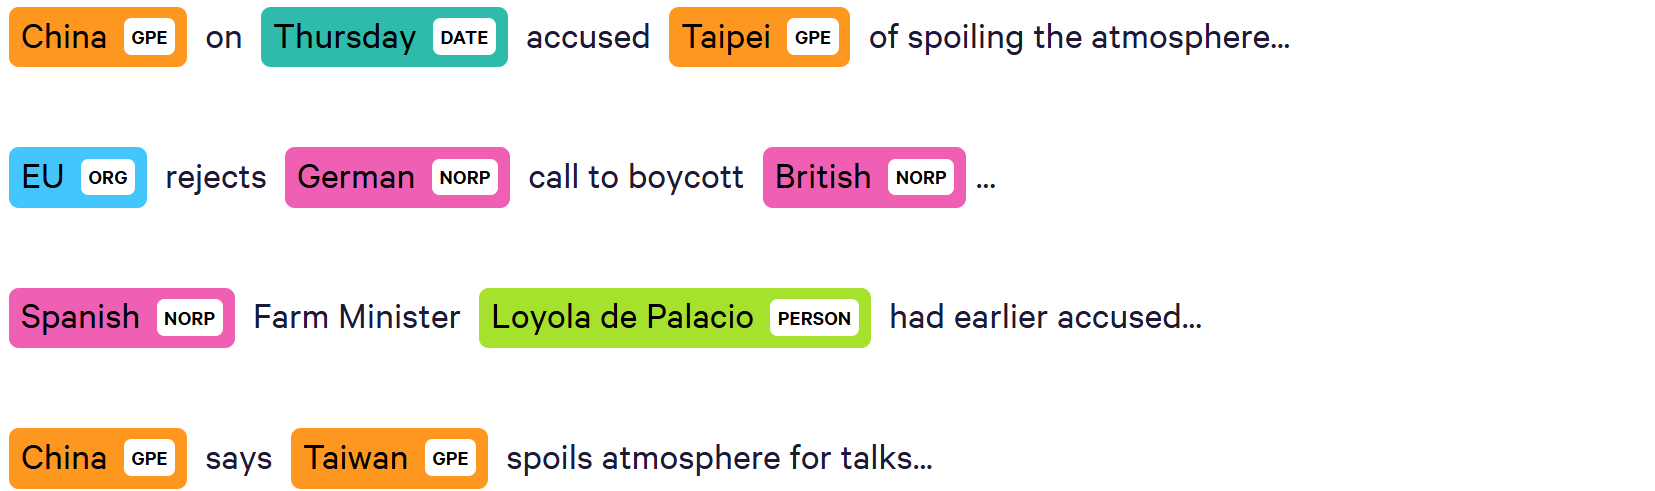 China GPE on Thursday DATE accused Taipei GPE of spoiling the atmosphere...
EU ORG rejects German NORP call to boycott British NORP ...
Spanish NORP Farm Minister Loyola de Palacio PERSON had earlier accused...
China GPE says Taiwan GPE spoils atmosphere for talks...